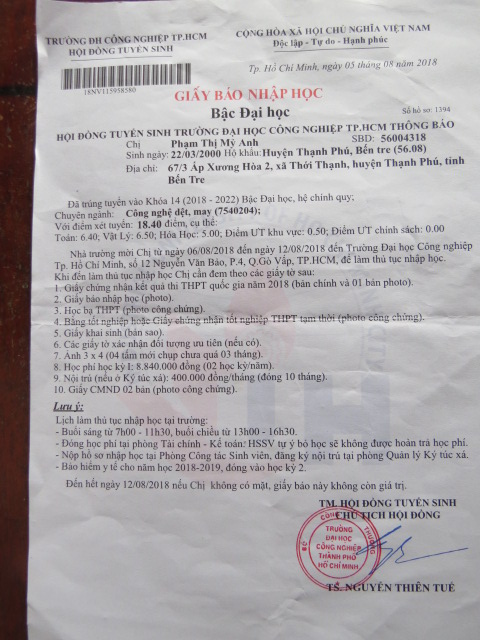 TRƯỜNG ĐH CÔNG NGHIỆP TP.HCM
HỘI ĐỒNG TUYỂN SINH
CỘNG HÒA XÃ HỘI CHỦ NGHĨA VIỆT NAM
Độc tập - Tự do - Hạnh phúc
18NV115958580
Tp. Hồ Chí Minh, ngày 05 tháng 08 năm 2018
GIẤY BÁO NHẬP HỌC
Bậc Đại học
Số hồ sơ: 1394
HỘI ĐỒNG TUYỂN SINH TRƯỜNG ĐẠI HỌC CÔNG NGHIỆP TP.HCM THÔNG BÁO
Chị Phạm Thị Mỹ Anh SBD: 56004318
Sinh ngày: 22/03/2000 Hộ khẩu: Huyện Thạnh Phú, Bến tre (56.08)
Địa chỉ: 67/3 Ấp Xương Hòa 2, xã Thới Thạnh, huyện Thạnh Phú, tỉnh
Bến Tre
Đã trúng tuyển vào Khóa 14 (2018 - 2022) Bậc Đại học, hệ chính quy;
Chuyên ngành: Công nghệ dệt, may (7540204);
Với điểm xét tuyển: 18.40 điểm, cụ thể:
Toán: 6.40; Vật Lý: 6.50; Hóa Học: 5.00; Điểm UT khu vực: 0.50; Điểm UT chính sách: 0.00
Nhà trường mời Chị từ ngày 06/08/2018 đến ngày 12/08/2018 đến Trường Đại học Công nghiệp
Tp. Hồ Chí Minh, số 12 Nguyễn Văn Bảo, P.4, Q.Gò Vấp, TP.HCM, để làm thủ tục nhập học.
Khi đến làm thủ tục nhập học Chị cần đem theo các giấy tờ sau:
1. Giấy chứng nhận kết quả thi THPT quốc gia năm 2018 (bản chính và 01 bản photo).
2. Giấy báo nhập học (photo).
3. Học bạ THPT (photo công chứng).
4. Bằng tốt nghiệp hoặc Giấy chứng nhận tốt nghiệp THPT tạm thời (photo công chứng).
5. Giấy khai sinh (bản sao).
6. Các giấy tờ xác nhận đối tượng ưu tiên (nếu có).
7. Ảnh 3 x 4 (04 tấm mới chụp chưa quá 03 tháng).
8. Học phí học kỳ I: 8.840.000 đồng (02 học kỳ/năm).
9. Nội trú (nếu ở Ký túc xá): 400.000 đồng/tháng (đóng 10 tháng).
10. Giấy CMND 02 bản (photo công chứng).
Lưu ý:
Lịch làm thủ tục nhập học tại trường:
- Buổi sáng từ 7h00 - 11h30, buổi chiều từ 13h00 - 16h30.
- Đóng học phí tại phòng Tài chính - Kế toán. HSSV tự ý bỏ học sẽ không được hoàn trả học phí.
- Nộp hồ sơ nhập học tại Phòng Công tác Sinh viên, đăng ký nội trú tại phòng Quản lý Ký túc xá.
- Bảo hiểm y tế cho năm học 2018-2019, đóng vào học kỳ 2.
Đến hết ngày 12/08/2018 nếu Chị không có mặt, giấy báo này không còn giá trị.
TM. HỘI ĐỒNG TUYỂN SINH
CHỦ TỊCH HỘI ĐỒNG
BỘ CÔNG THƯƠNG
TRƯỜNG
ĐẠI HỌC
CÔNG NGHIỆP
THÀNH PHỐ
HỒ CHÍ MINH
TS. NGUYỄN THIÊN TUẾ